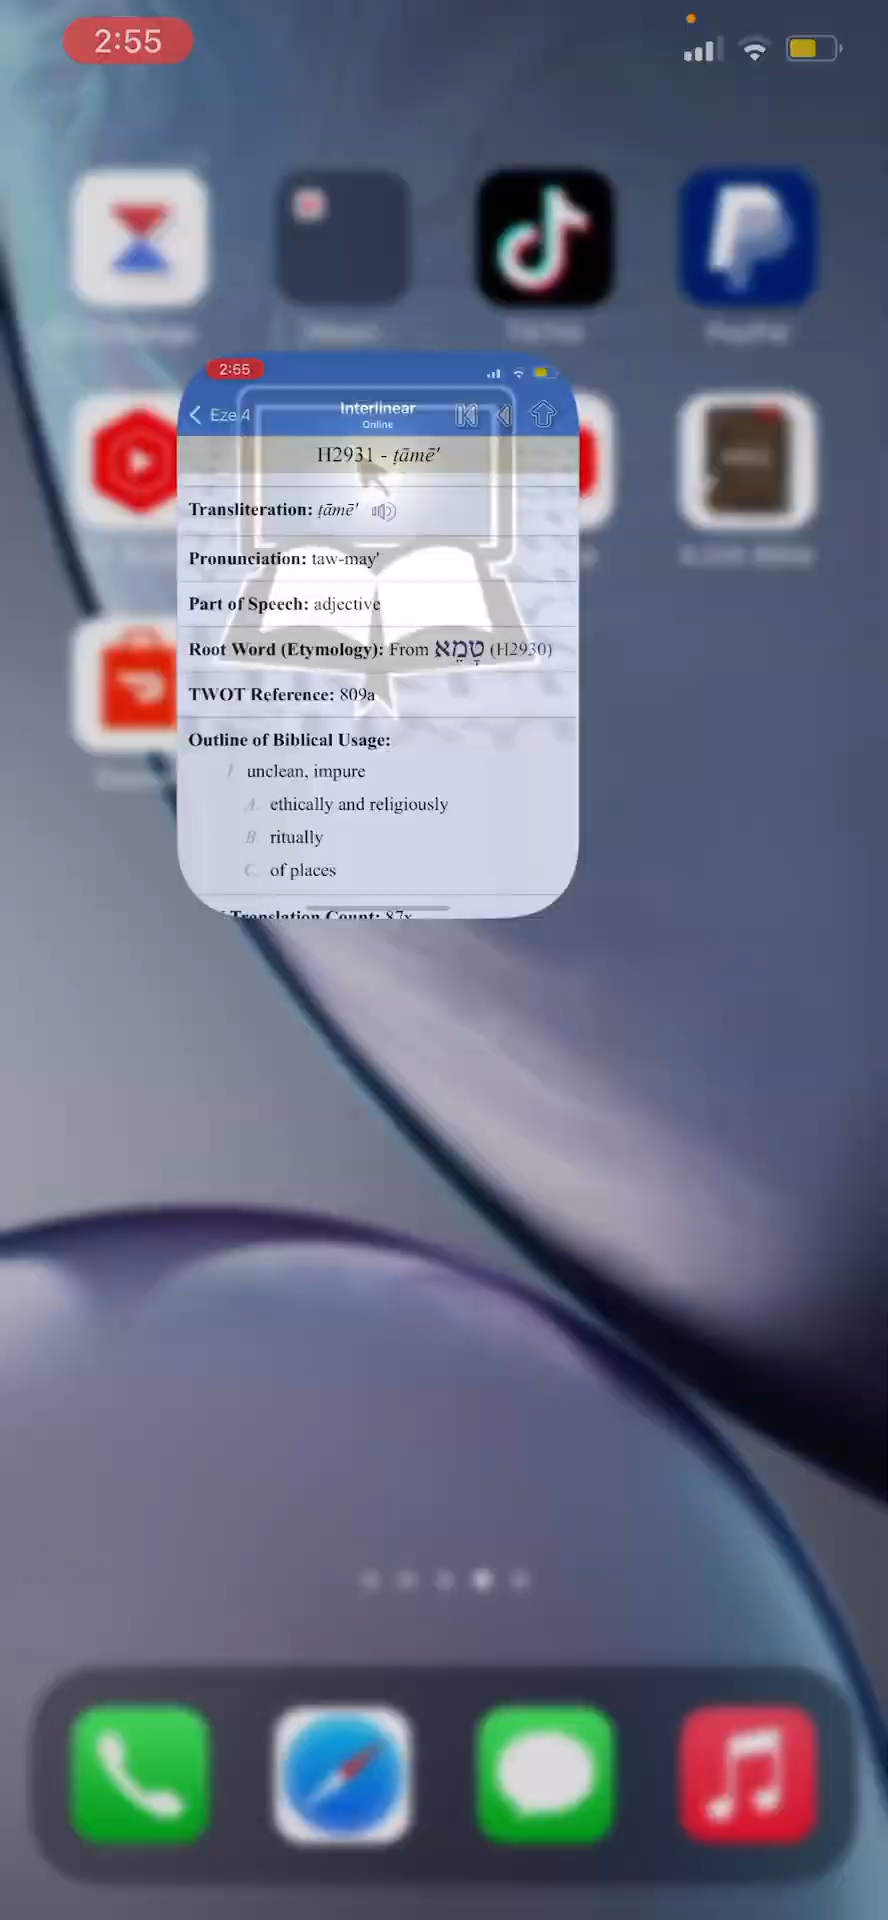 2:55
TikTok
PayPal
2:55
Eze 4
Interlinear
Online
H2931 - ṭāmē'
Transliteration: ṭāmē'
Pronunciation: taw-may'
Part of Speech: adjective
Root Word (Etymology): From טָמֵא (H2930)
TWOT Reference: 809a
Outline of Biblical Usage:
I unclean, impure
A. ethically and religiously
B. ritually
C. of places
Translation Count: 87x